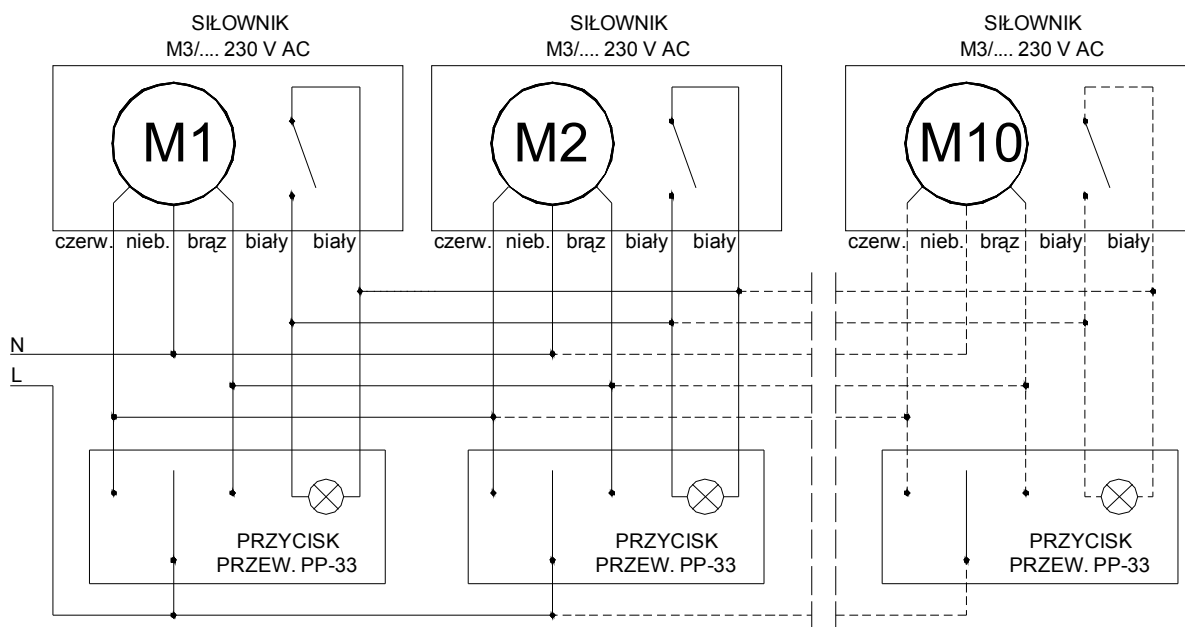 SIŁOWNIK
M3/.... 230 V AC
SIŁOWNIK
M3/.... 230 V AC
SIŁOWNIK
M3/.... 230 V AC
M1
M2
M10
czerw. nieb. brąz biały biały
czerw. nieb. brąz biały biały
czerw. nieb. brąz biały biały
N
L
PRZYCISK
PRZEW. PP-33
PRZYCISK
PRZEW. PP-33
PRZYCISK
PRZEW. PP-33